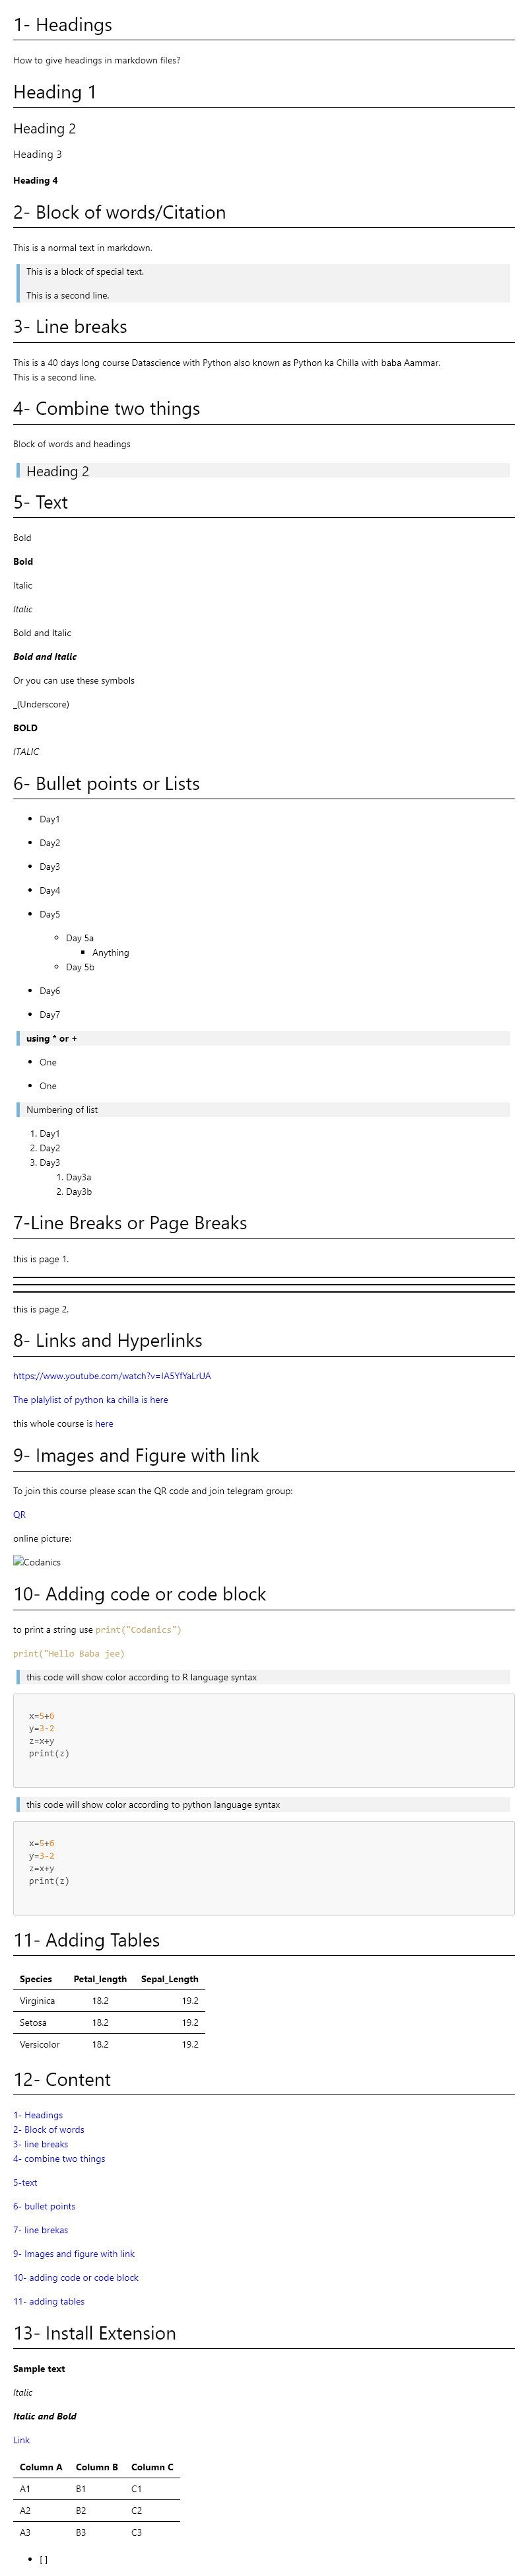 1- Headings
How to give headings in markdown files?
Heading 1
Heading 2
Heading 3
Heading 4
2- Block of words/Citation
This is a normal text in markdown.
This is a block of special text.
This is a second line.
3- Line breaks
This is a 40 days long course Datascience with Python also known as Python ka Chilla with baba Aammar.
This is a second line.
4- Combine two things
Block of words and headings
Heading 2
5- Text
Bold
Bold
Italic
Italic
Bold and Italic
Bold and Italic
Or you can use these symbols
_(Underscore)
BOLD
ITALIC
6- Bullet points or Lists
• Day1
• Day2
• Day3
• Day4
• Day5
◦ Day 5a
▪ Anything
◦ Day 5b
• Day6
• Day7
using * or +
• One
• One
Numbering of list
1. Day1
2. Day2
3. Day3
1. Day3a
2. Day3b
7-Line Breaks or Page Breaks
this is page 1.
this is page 2.
8- Links and Hyperlinks
https://www.youtube.com/watch?v=IA5YfYaLrUA
The plalylist of python ka chilla is here
this whole course is here
9- Images and Figure with link
To join this course please scan the QR code and join telegram group:
QR
online picture:
Codanics
10- Adding code or code block
to print a string use print("Codanics")
print("Hello Baba jee)
this code will show color according to R language syntax
x=5+6
y=3-2
z=x+y
print(z)
this code will show color according to python language syntax
x=5+6
y=3-2
z=x+y
print(z)
11- Adding Tables
Species Petal_length Sepal_Length
Virginica 18.2 19.2
Setosa 18.2 19.2
Versicolor 18.2 19.2
12- Content
1- Headings
2- Block of words
3- line breaks
4- combine two things
5-text
6- bullet points
7- line brekas
9- Images and figure with link
10- adding code or code block
11- adding tables
13- Install Extension
Sample text
Italic
Italic and Bold
Link
Column A Column B Column C
A1 B1 C1
A2 B2 C2
A3 B3 C3
• [ ]